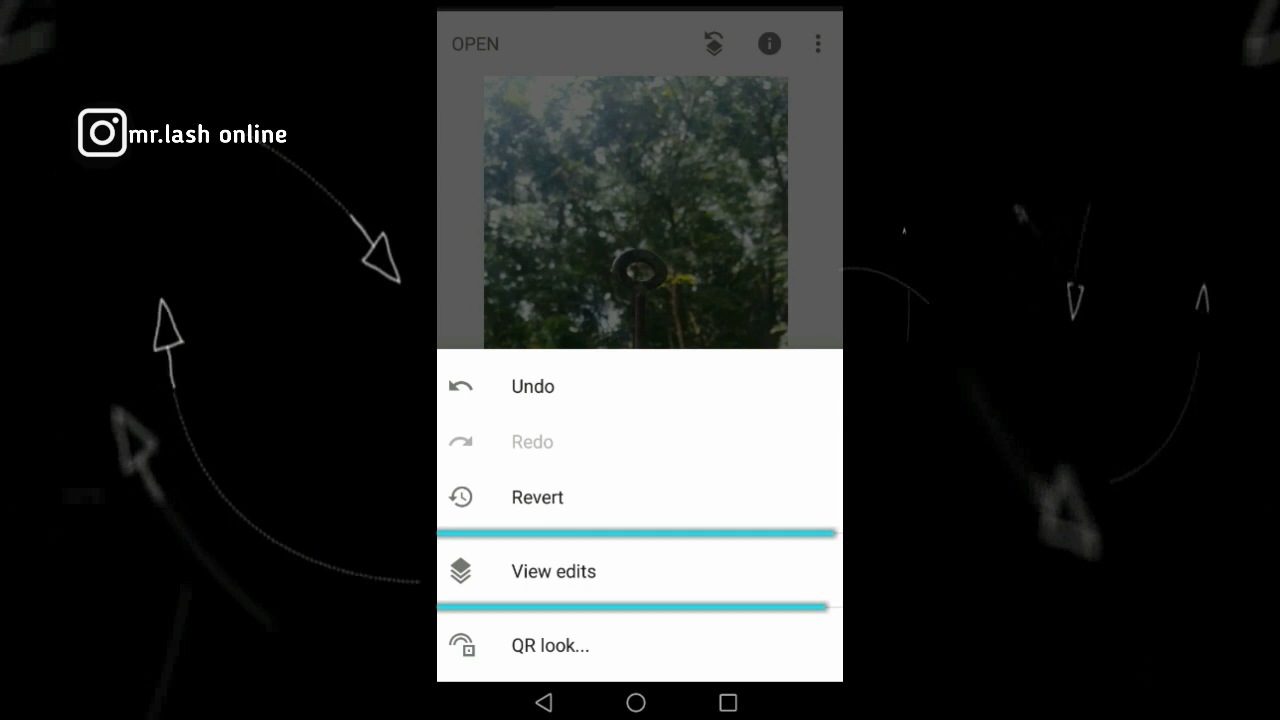 OPEN
mr.lash online
Undo
Redo
Revert
View edits
QR look...